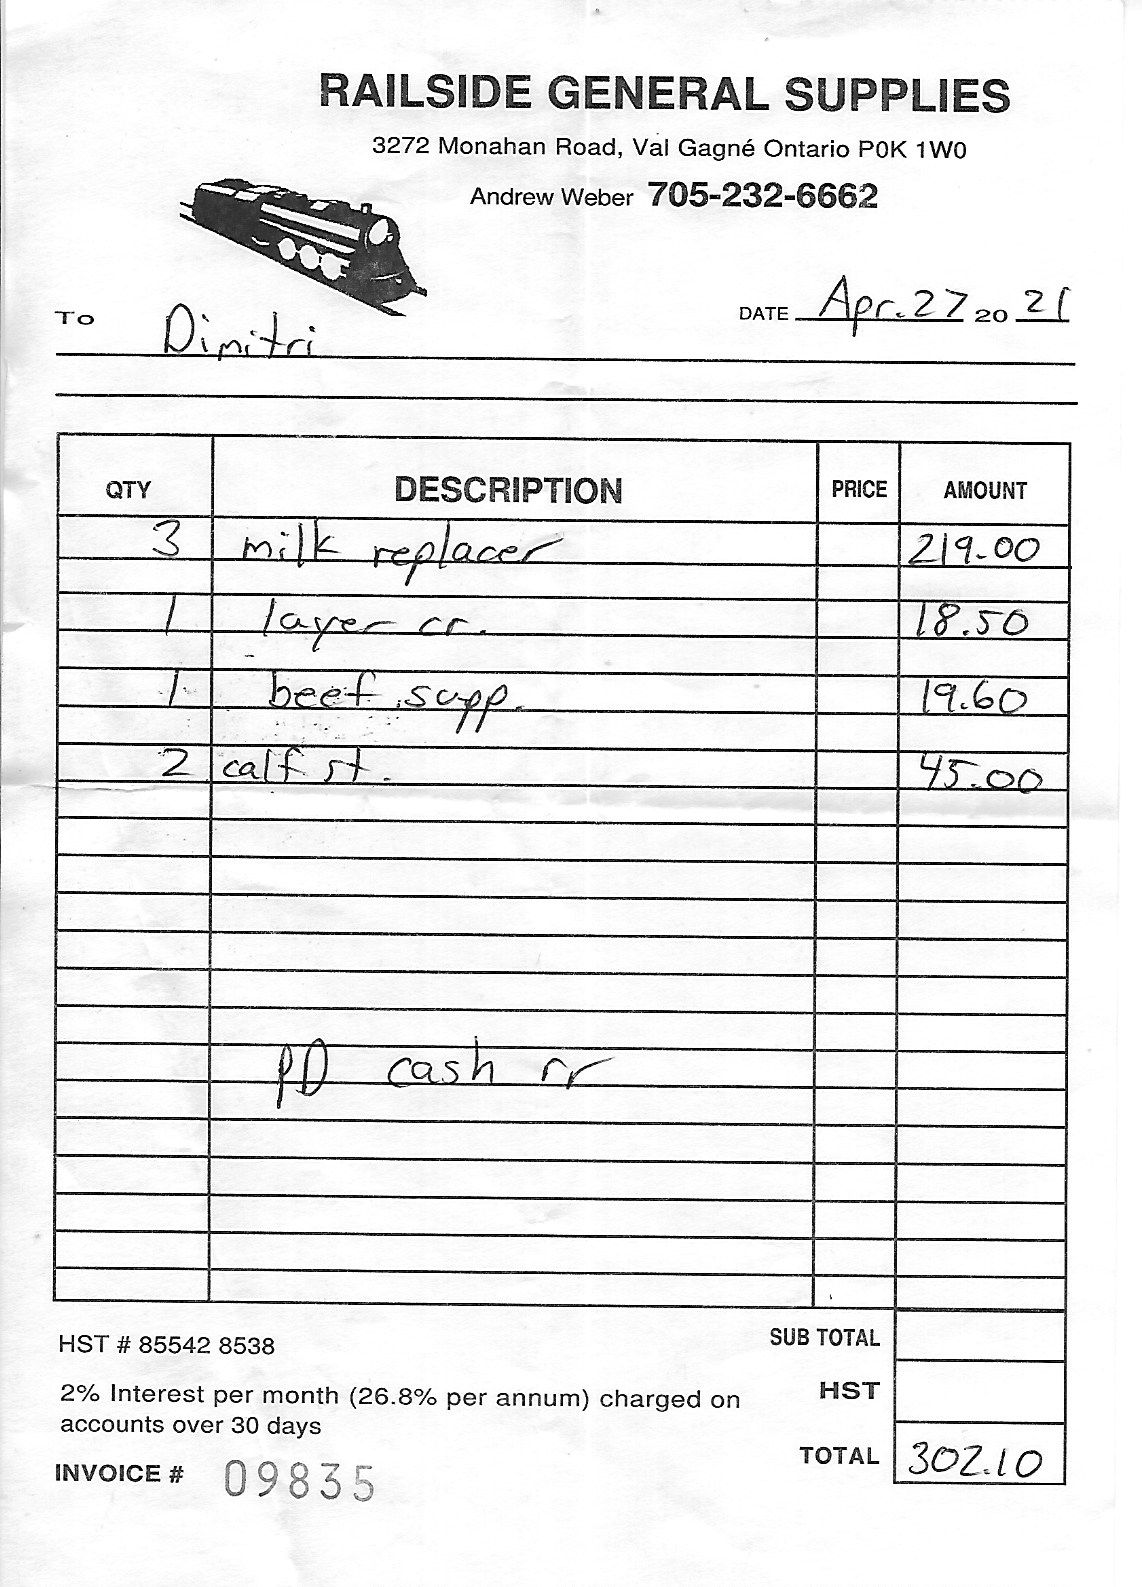 RAILSIDE GENERAL SUPPLIES
3272 Monahan Road, Val Gagné Ontario P0K 1W0
Andrew Weber 705-232-6662
TO Dimitri
DATE Apr. 27 20 21
QTY DESCRIPTION PRICE AMOUNT
3 milk replacer 219.00
1 layer cr. 18.50
1 beef supp. 19.60
2 calf st. 45.00
PD cash rr
HST # 85542 8538
SUB TOTAL
2% Interest per month (26.8% per annum) charged on
accounts over 30 days
HST
INVOICE # 09835
TOTAL 302.10